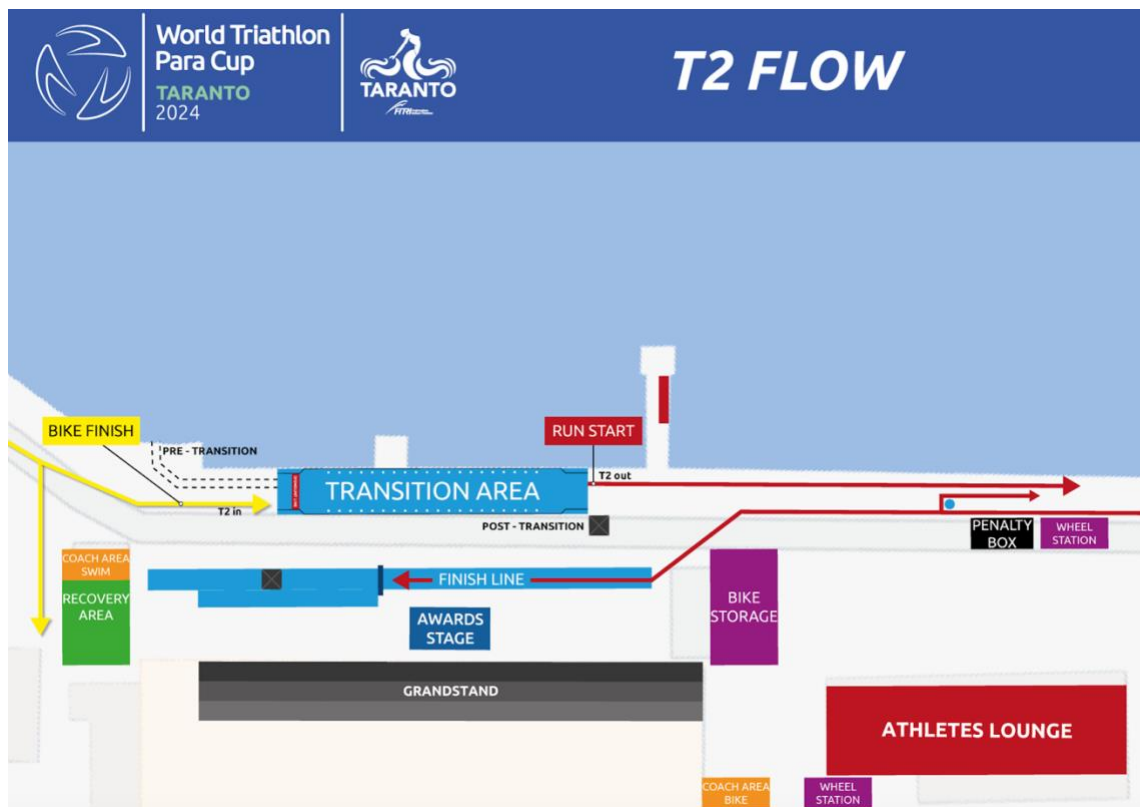 World Triathlon
Para Cup
TARANTO
2024
TARANTO
T2 FLOW
BIKE FINISH
PRE - TRANSITION
RUN START
T2 out
TRANSITION AREA
T2 in
POST - TRANSITION
PENALTY
BOX
WHEEL
STATION
COACH AREA
SWIM
RECOVERY
AREA
FINISH LINE
BIKE
STORAGE
AWARDS
STAGE
GRANDSTAND
ATHLETES LOUNGE
COACH AREA
BIKE
WHEEL
STATION